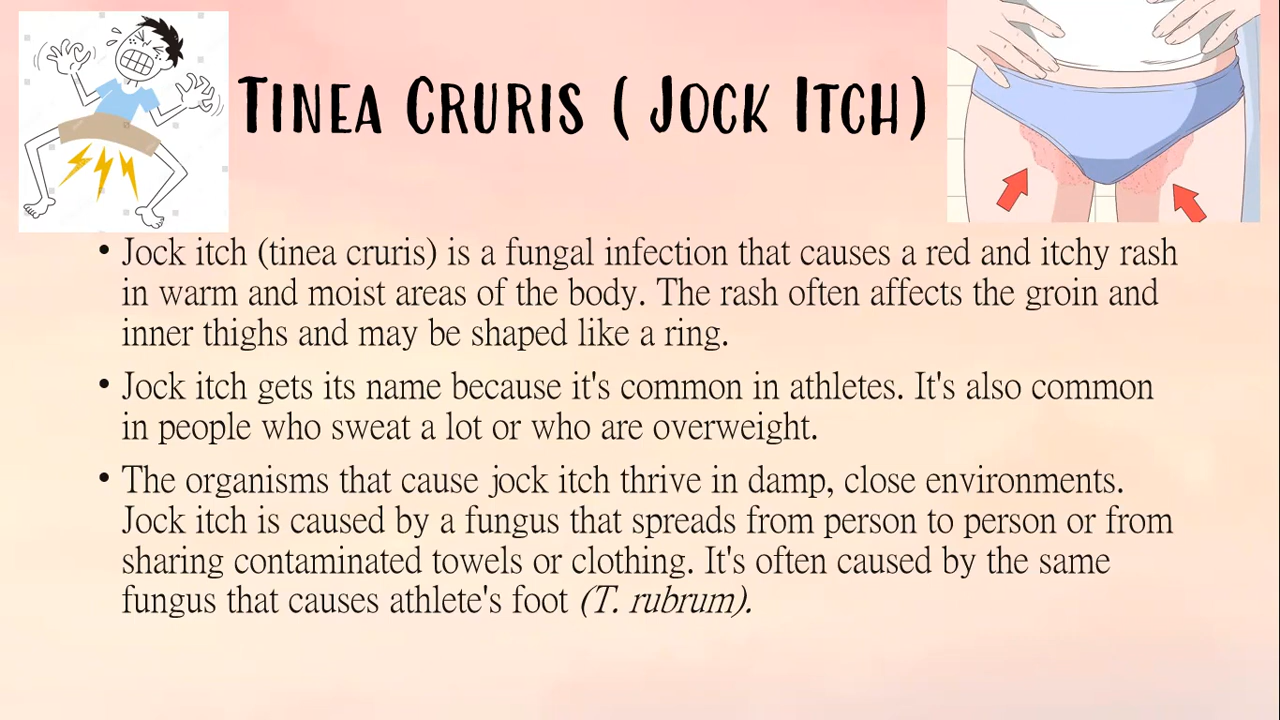 TINEA CRURIS ( JOCK ITCH)
• Jock itch (tinea cruris) is a fungal infection that causes a red and itchy rash
in warm and moist areas of the body. The rash often affects the groin and
inner thighs and may be shaped like a ring.
• Jock itch gets its name because it's common in athletes. It's also common
in people who sweat a lot or who are overweight.
• The organisms that cause jock itch thrive in damp, close environments.
Jock itch is caused by a fungus that spreads from person to person or from
sharing contaminated towels or clothing. It's often caused by the same
fungus that causes athlete's foot (T. rubrum).